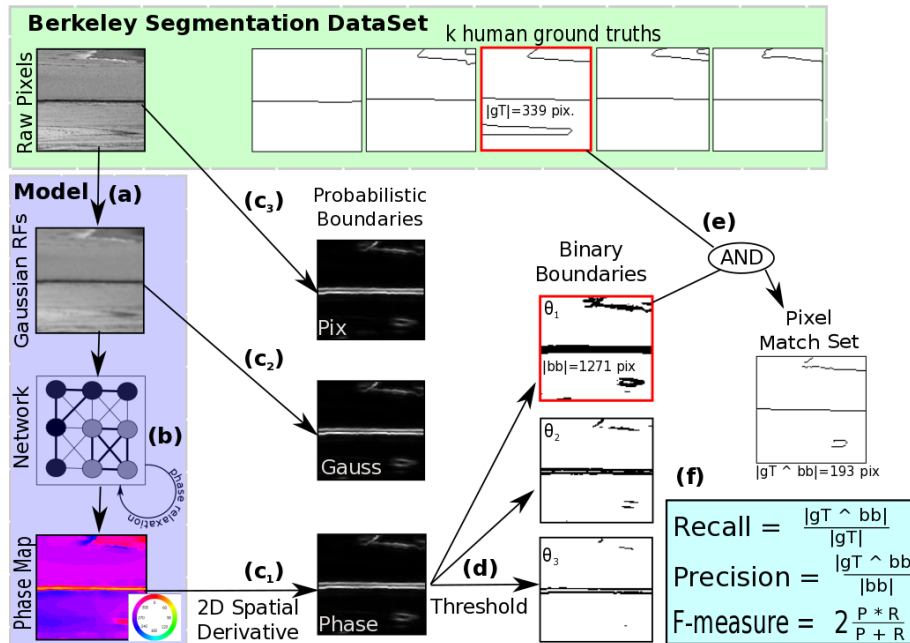 Berkeley Segmentation DataSet
k human ground truths
Raw Pixels
|gT|=339 pix.
Model
(a)
(c3)
Probabilistic
Boundaries
(e)
AND
Gaussian RFs
Pix
(c2)
Binary
Boundaries
θ1
|bb|=1271 pix
Pixel
Match Set
|gT ^ bb|=193 pix
Network
(b)
phase relaxation
Gauss
θ2
(f)
Phase Map
(c1)
2D Spatial
Derivative
Phase
(d)
Threshold
θ3
Recall = |gT ^ bb|
|gT|
Precision = |gT ^ bb
|bb|
F-measure = 2 P * R
P + R